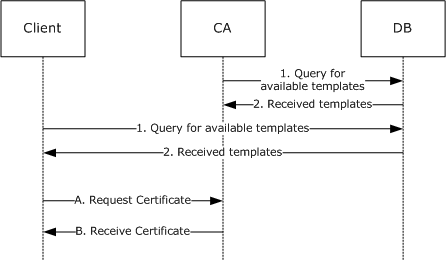 Client
CA
DB
1. Query for
available templates
2. Received templates
1. Query for available templates
2. Received templates
A. Request Certificate
B. Receive Certificate